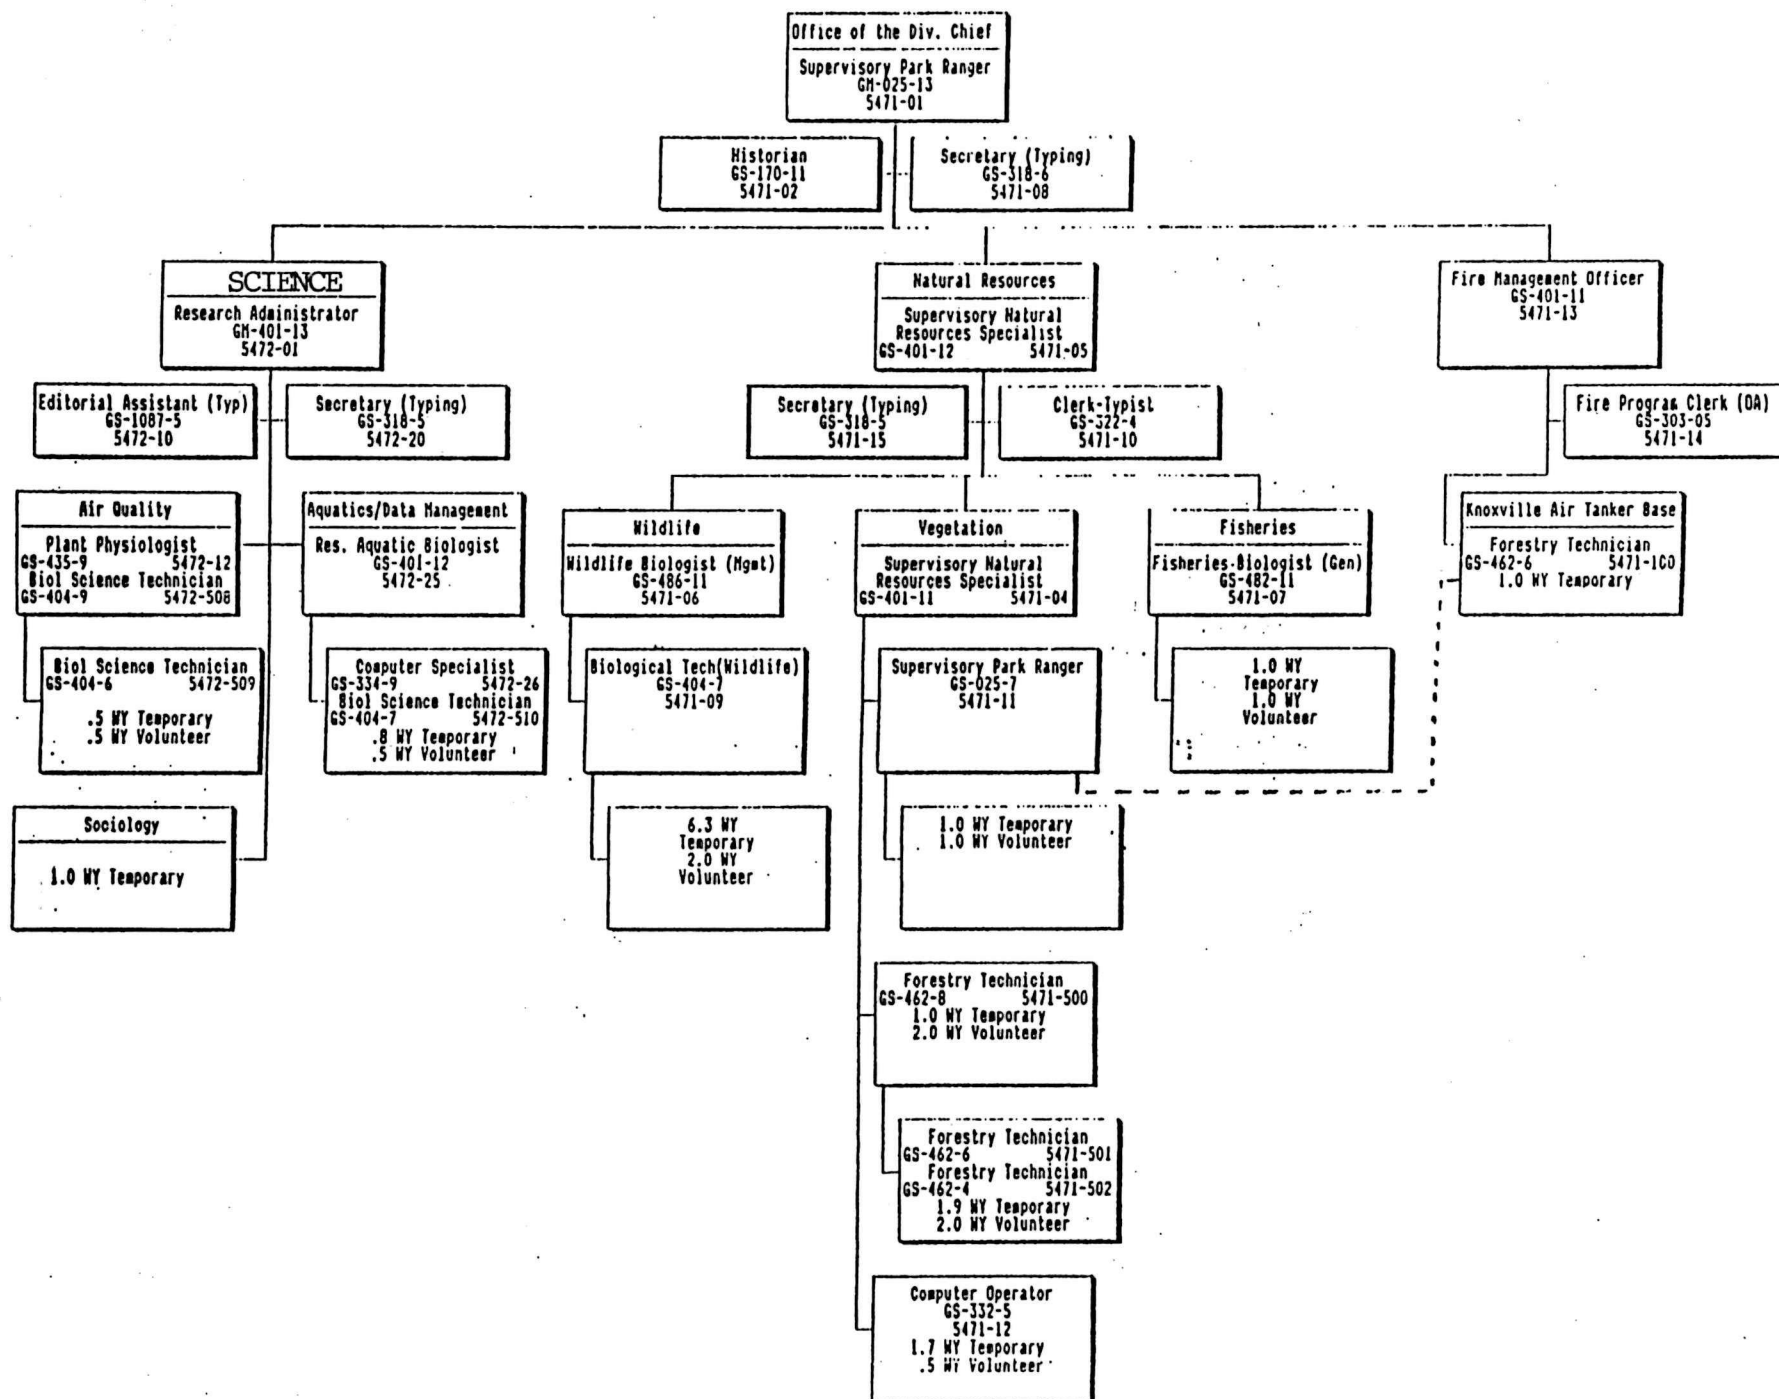 Office of the Div. Chief
Supervisory Park Ranger
GM-025-13
5471-01
Historian
GS-170-11
5471-02
Secretary (Typing)
GS-318-6
5471-08
SCIENCE
Research Administrator
GM-401-13
5472-01
Natural Resources
Supervisory Natural
Resources Specialist
GS-401-12 5471-05
Fire Management Officer
GS-401-11
5471-13
Editorial Assistant (Typ)
GS-1087-5
5472-10
Secretary (Typing)
GS-318-5
5472-20
Secretary (Typing)
GS-318-5
5471-15
Clerk-Typist
GS-322-4
5471-10
Fire Program Clerk (OA)
GS-303-05
5471-14
Air Quality
Plant Physiologist
GS-435-9 5472-12
Biol Science Technician
GS-404-9 5472-508
Aquatics/Data Management
Res. Aquatic Biologist
GS-401-12
5472-25
Wildlife
Wildlife Biologist (Mgmt)
GS-486-11
5471-06
Vegetation
Supervisory Natural
Resources Specialist
GS-401-11 5471-04
Fisheries
Fisheries-Biologist (Gen)
GS-482-11
5471-07
Knoxville Air Tanker Base
Forestry Technician
GS-462-6 5471-100
1.0 WY Temporary
Biol Science Technician
GS-404-6 5472-509
.5 WY Temporary
.5 WY Volunteer
Computer Specialist
GS-334-9 5472-26
Biol Science Technician
GS-404-7 5472-510
.8 WY Temporary
.5 WY Volunteer
Biological Tech(Wildlife)
GS-404-7
5471-09
Supervisory Park Ranger
GS-025-7
5471-11
1.0 WY
Temporary
1.0 WY
Volunteer
Sociology
1.0 WY Temporary
6.3 WY
Temporary
2.0 WY
Volunteer
1.0 WY Temporary
1.0 WY Volunteer
Forestry Technician
GS-462-8 5471-500
1.0 WY Temporary
2.0 WY Volunteer
Forestry Technician
GS-462-6 5471-501
Forestry Technician
GS-462-4 5471-502
1.9 WY Temporary
2.0 WY Volunteer
Computer Operator
GS-332-5
5471-12
1.7 WY Temporary
.5 WY Volunteer